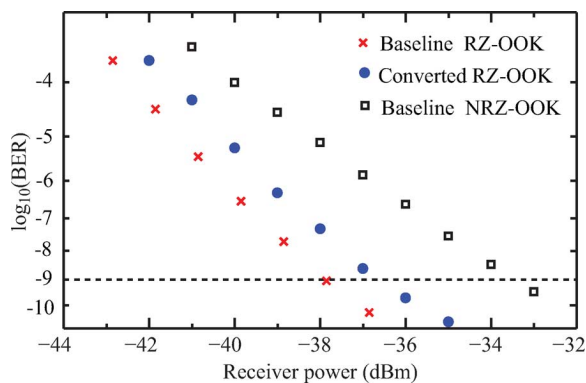 × Baseline RZ-OOK
Converted RZ-OOK
Baseline NRZ-OOK
log10(BER)
-4
-5
-6
-7
-8
-9
-10
−44
−42
−40
−38
−36
−34
−32
Receiver power (dBm)